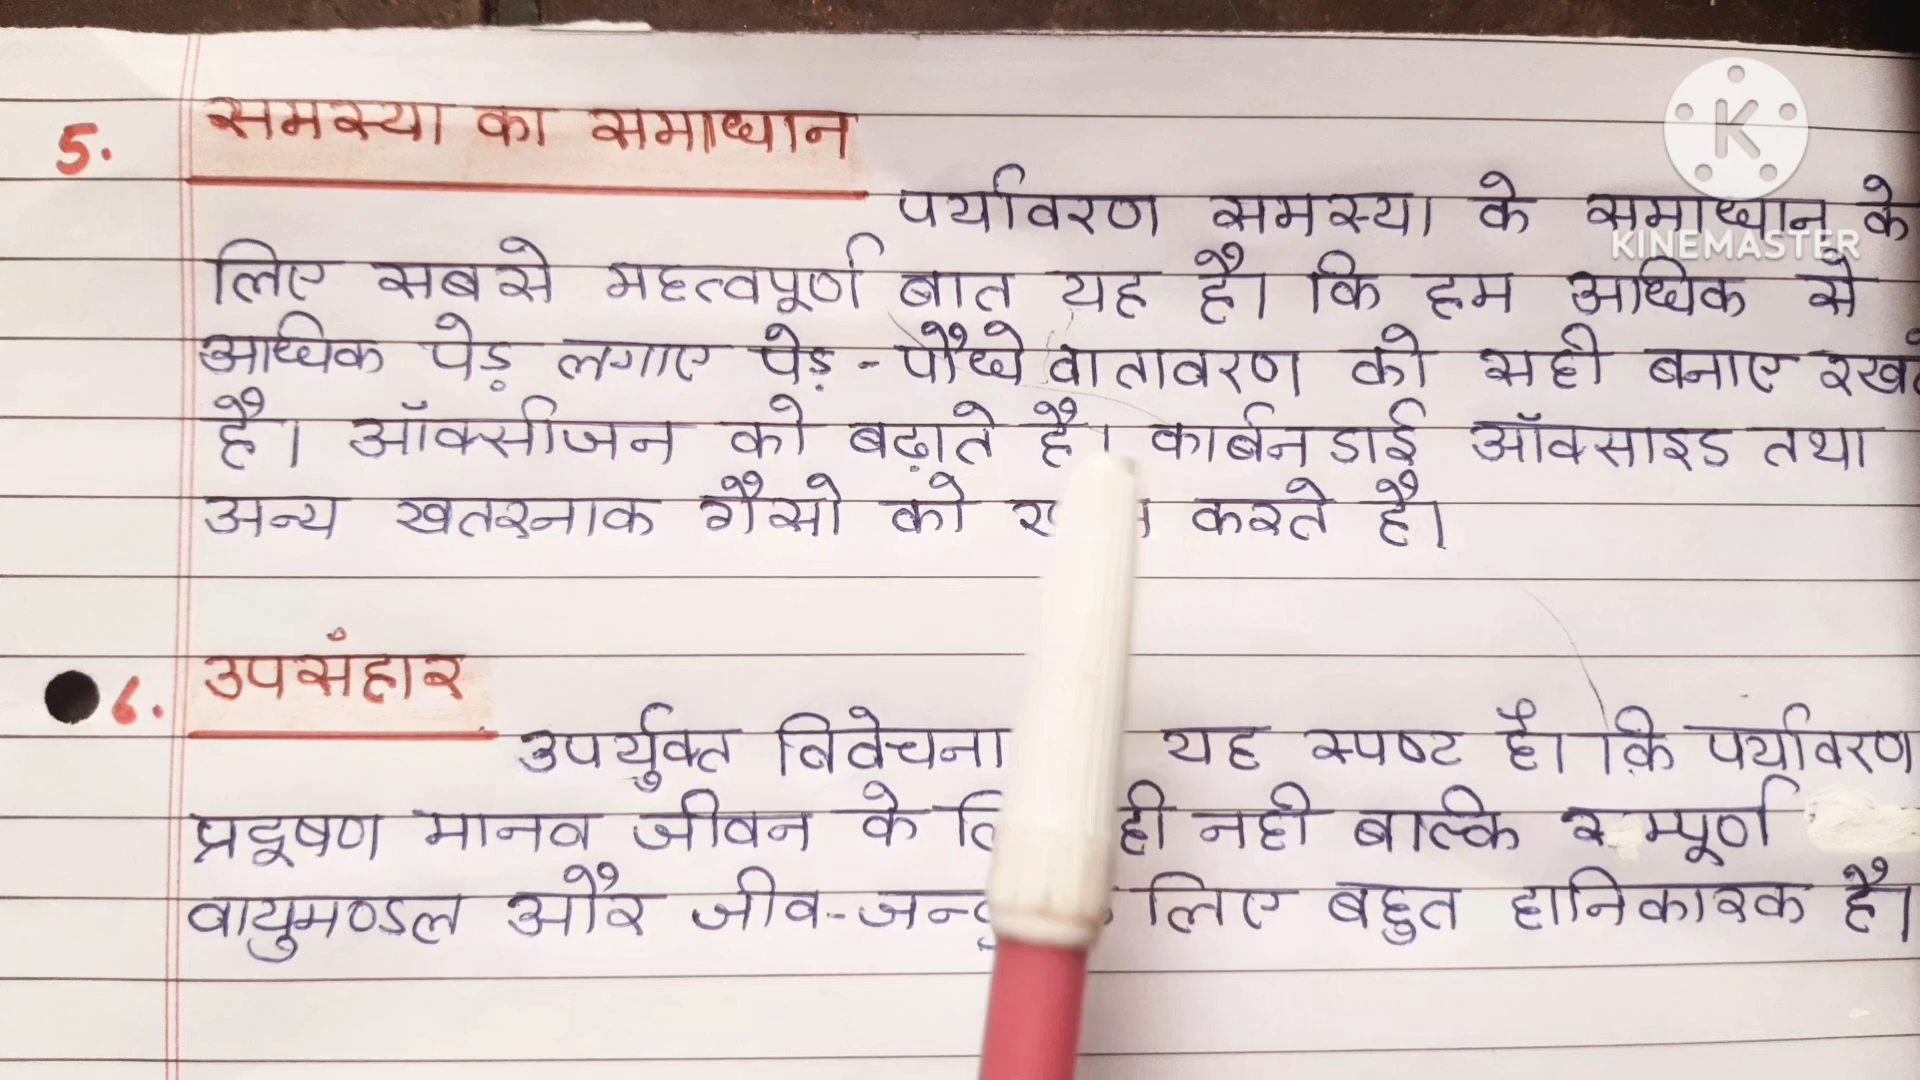 5. समस्या का समाधान
पर्यावरण समस्या के समाधान के
लिए सबसे महत्वपूर्ण बात यह है। कि हम अधिक से
अधिक पेड़ लगाए पेड़ - पौधे वातावरण को सही बनाए
है। ऑक्सीजन को बढ़ाते है। कार्बन डाई ऑक्साइड तथा
अन्य खतरनाक गैसो को करते है।
6. उपसंहार
उपर्युक्त विवेचना यह स्पष्ट है। कि पर्यावरण
प्रदूषण मानव जीवन के ही नही बल्कि सम्पूर्ण
वायुमण्डल और जीव-जन्तु लिए बहुत हानिकारक है।
K
KINEMASTER